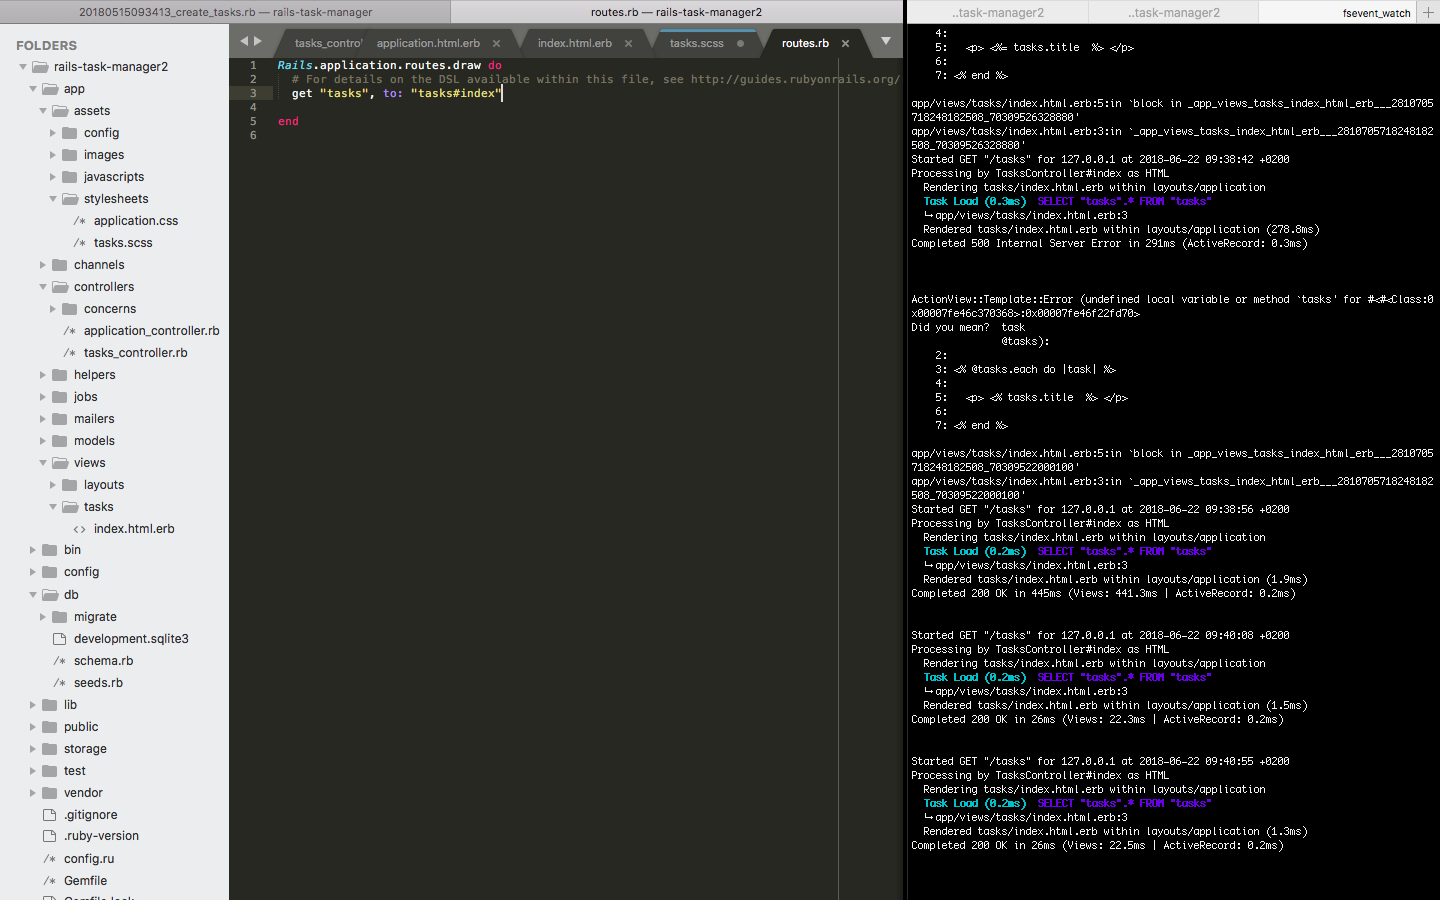 20180515093413_create_tasks.rb — rails-task-manager
routes.rb — rails-task-manager2
FOLDERS
rails-task-manager2
app
assets
config
images
javascripts
stylesheets
/* application.css
/* tasks.scss
channels
controllers
concerns
/* application_controller.rb
/* tasks_controller.rb
helpers
jobs
mailers
models
views
layouts
tasks
<> index.html.erb
bin
config
db
migrate
development.sqlite3
/* schema.rb
/* seeds.rb
lib
public
storage
test
vendor
.gitignore
.ruby-version
/* config.ru
/* Gemfile
tasks_control
application.html.erb
index.html.erb
tasks.scss
routes.rb
1 Rails.application.routes.draw do
2 # For details on the DSL available within this file, see http://guides.rubyonrails.org/
3 get "tasks", to: "tasks#index"
4
5 end
6
..task-manager2
..task-manager2
fsevent_watch
4:
5: <p> <%= tasks.title %> </p>
6:
7: <% end %>
app/views/tasks/index.html.erb:5:in `block in _app_views_tasks_index_html_erb___2810705
718248182508_70309526328880'
app/views/tasks/index.html.erb:3:in `_app_views_tasks_index_html_erb___2810705718248182
508_70309526328880'
Started GET "/tasks" for 127.0.0.1 at 2018-06-22 09:38:42 +0200
Processing by TasksController#index as HTML
Rendering tasks/index.html.erb within layouts/application
Task Load (0.3ms) SELECT "tasks".* FROM "tasks"
↳ app/views/tasks/index.html.erb:3
Rendered tasks/index.html.erb within layouts/application (278.8ms)
Completed 500 Internal Server Error in 291ms (ActiveRecord: 0.3ms)
ActionView::Template::Error (undefined local variable or method `tasks' for #<#<Class:0
x00007fe46c370368>:0x00007fe46f22fd70>
Did you mean? task
@tasks):
2:
3: <% @tasks.each do |task| %>
4:
5: <p> <% tasks.title %> </p>
6:
7: <% end %>
app/views/tasks/index.html.erb:5:in `block in _app_views_tasks_index_html_erb___2810705
718248182508_70309522000100'
app/views/tasks/index.html.erb:3:in `_app_views_tasks_index_html_erb___2810705718248182
508_70309522000100'
Started GET "/tasks" for 127.0.0.1 at 2018-06-22 09:38:56 +0200
Processing by TasksController#index as HTML
Rendering tasks/index.html.erb within layouts/application
Task Load (0.2ms) SELECT "tasks".* FROM "tasks"
↳ app/views/tasks/index.html.erb:3
Rendered tasks/index.html.erb within layouts/application (1.9ms)
Completed 200 OK in 445ms (Views: 441.3ms | ActiveRecord: 0.2ms)
Started GET "/tasks" for 127.0.0.1 at 2018-06-22 09:40:08 +0200
Processing by TasksController#index as HTML
Rendering tasks/index.html.erb within layouts/application
Task Load (0.2ms) SELECT "tasks".* FROM "tasks"
↳ app/views/tasks/index.html.erb:3
Rendered tasks/index.html.erb within layouts/application (1.5ms)
Completed 200 OK in 26ms (Views: 22.3ms | ActiveRecord: 0.2ms)
Started GET "/tasks" for 127.0.0.1 at 2018-06-22 09:40:55 +0200
Processing by TasksController#index as HTML
Rendering tasks/index.html.erb within layouts/application
Task Load (0.2ms) SELECT "tasks".* FROM "tasks"
↳ app/views/tasks/index.html.erb:3
Rendered tasks/index.html.erb within layouts/application (1.3ms)
Completed 200 OK in 26ms (Views: 22.5ms | ActiveRecord: 0.2ms)